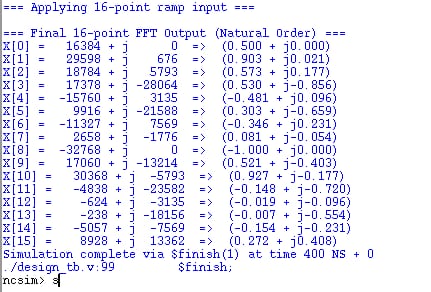 === Applying 16-point ramp input ===
=== Final 16-point FFT Output (Natural Order) ===
X[0] = 16384 + j 0 => (0.500 + j0.000)
X[1] = 29598 + j 676 => (0.903 + j0.021)
X[2] = 18784 + j 5793 => (0.573 + j0.177)
X[3] = 17378 + j -28064 => (0.530 + j-0.856)
X[4] = -15760 + j 3135 => (-0.481 + j0.096)
X[5] = 9916 + j -21588 => (0.303 + j-0.659)
X[6] = -11327 + j 7569 => (-0.346 + j0.231)
X[7] = 2658 + j -1776 => (0.081 + j-0.054)
X[8] = -32768 + j 0 => (-1.000 + j0.000)
X[9] = 17060 + j -13214 => (0.521 + j-0.403)
X[10] = 30368 + j -5793 => (0.927 + j-0.177)
X[11] = -4838 + j -23582 => (-0.148 + j-0.720)
X[12] = -624 + j -3135 => (-0.019 + j-0.096)
X[13] = -238 + j -18156 => (-0.007 + j-0.554)
X[14] = -5057 + j -7569 => (-0.154 + j-0.231)
X[15] = 8928 + j 13362 => (0.272 + j0.408)
Simulation complete via $finish(1) at time 400 NS + 0
./design_tb.v:99 $finish;
ncsim> s